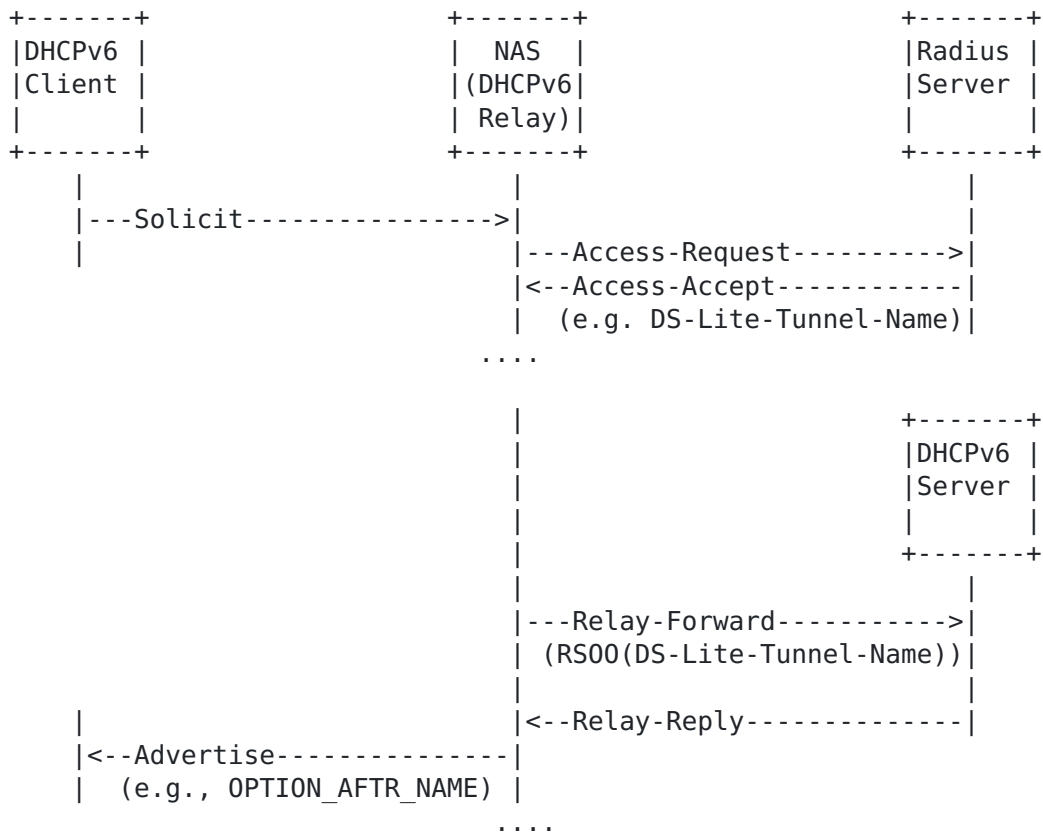 +-------+                  +-------+                   +-------+
|DHCPv6 |                  |  NAS  |                   |Radius |
|Client |                  |(DHCPv6|                   |Server |
|       |                  | Relay)|                   |       |
+-------+                  +-------+                   +-------+
    |                          |                           |
    |---Solicit--------------->|                           |
    |                          |---Access-Request---------->|
                               |<--Access-Accept------------|
                               |  (e.g. DS-Lite-Tunnel-Name)|
                             ....
                               |                       +-------+
                               |                       |DHCPv6 |
                               |                       |Server |
                               |                       |       |
                               |                       +-------+
                               |                           |
                               |---Relay-Forward----------->|
                               | (RSOO(DS-Lite-Tunnel-Name))|
                               |                           |
    |                          |<--Relay-Reply--------------|
    |<--Advertise---------------|
    |  (e.g., OPTION_AFTR_NAME) |
                              ....